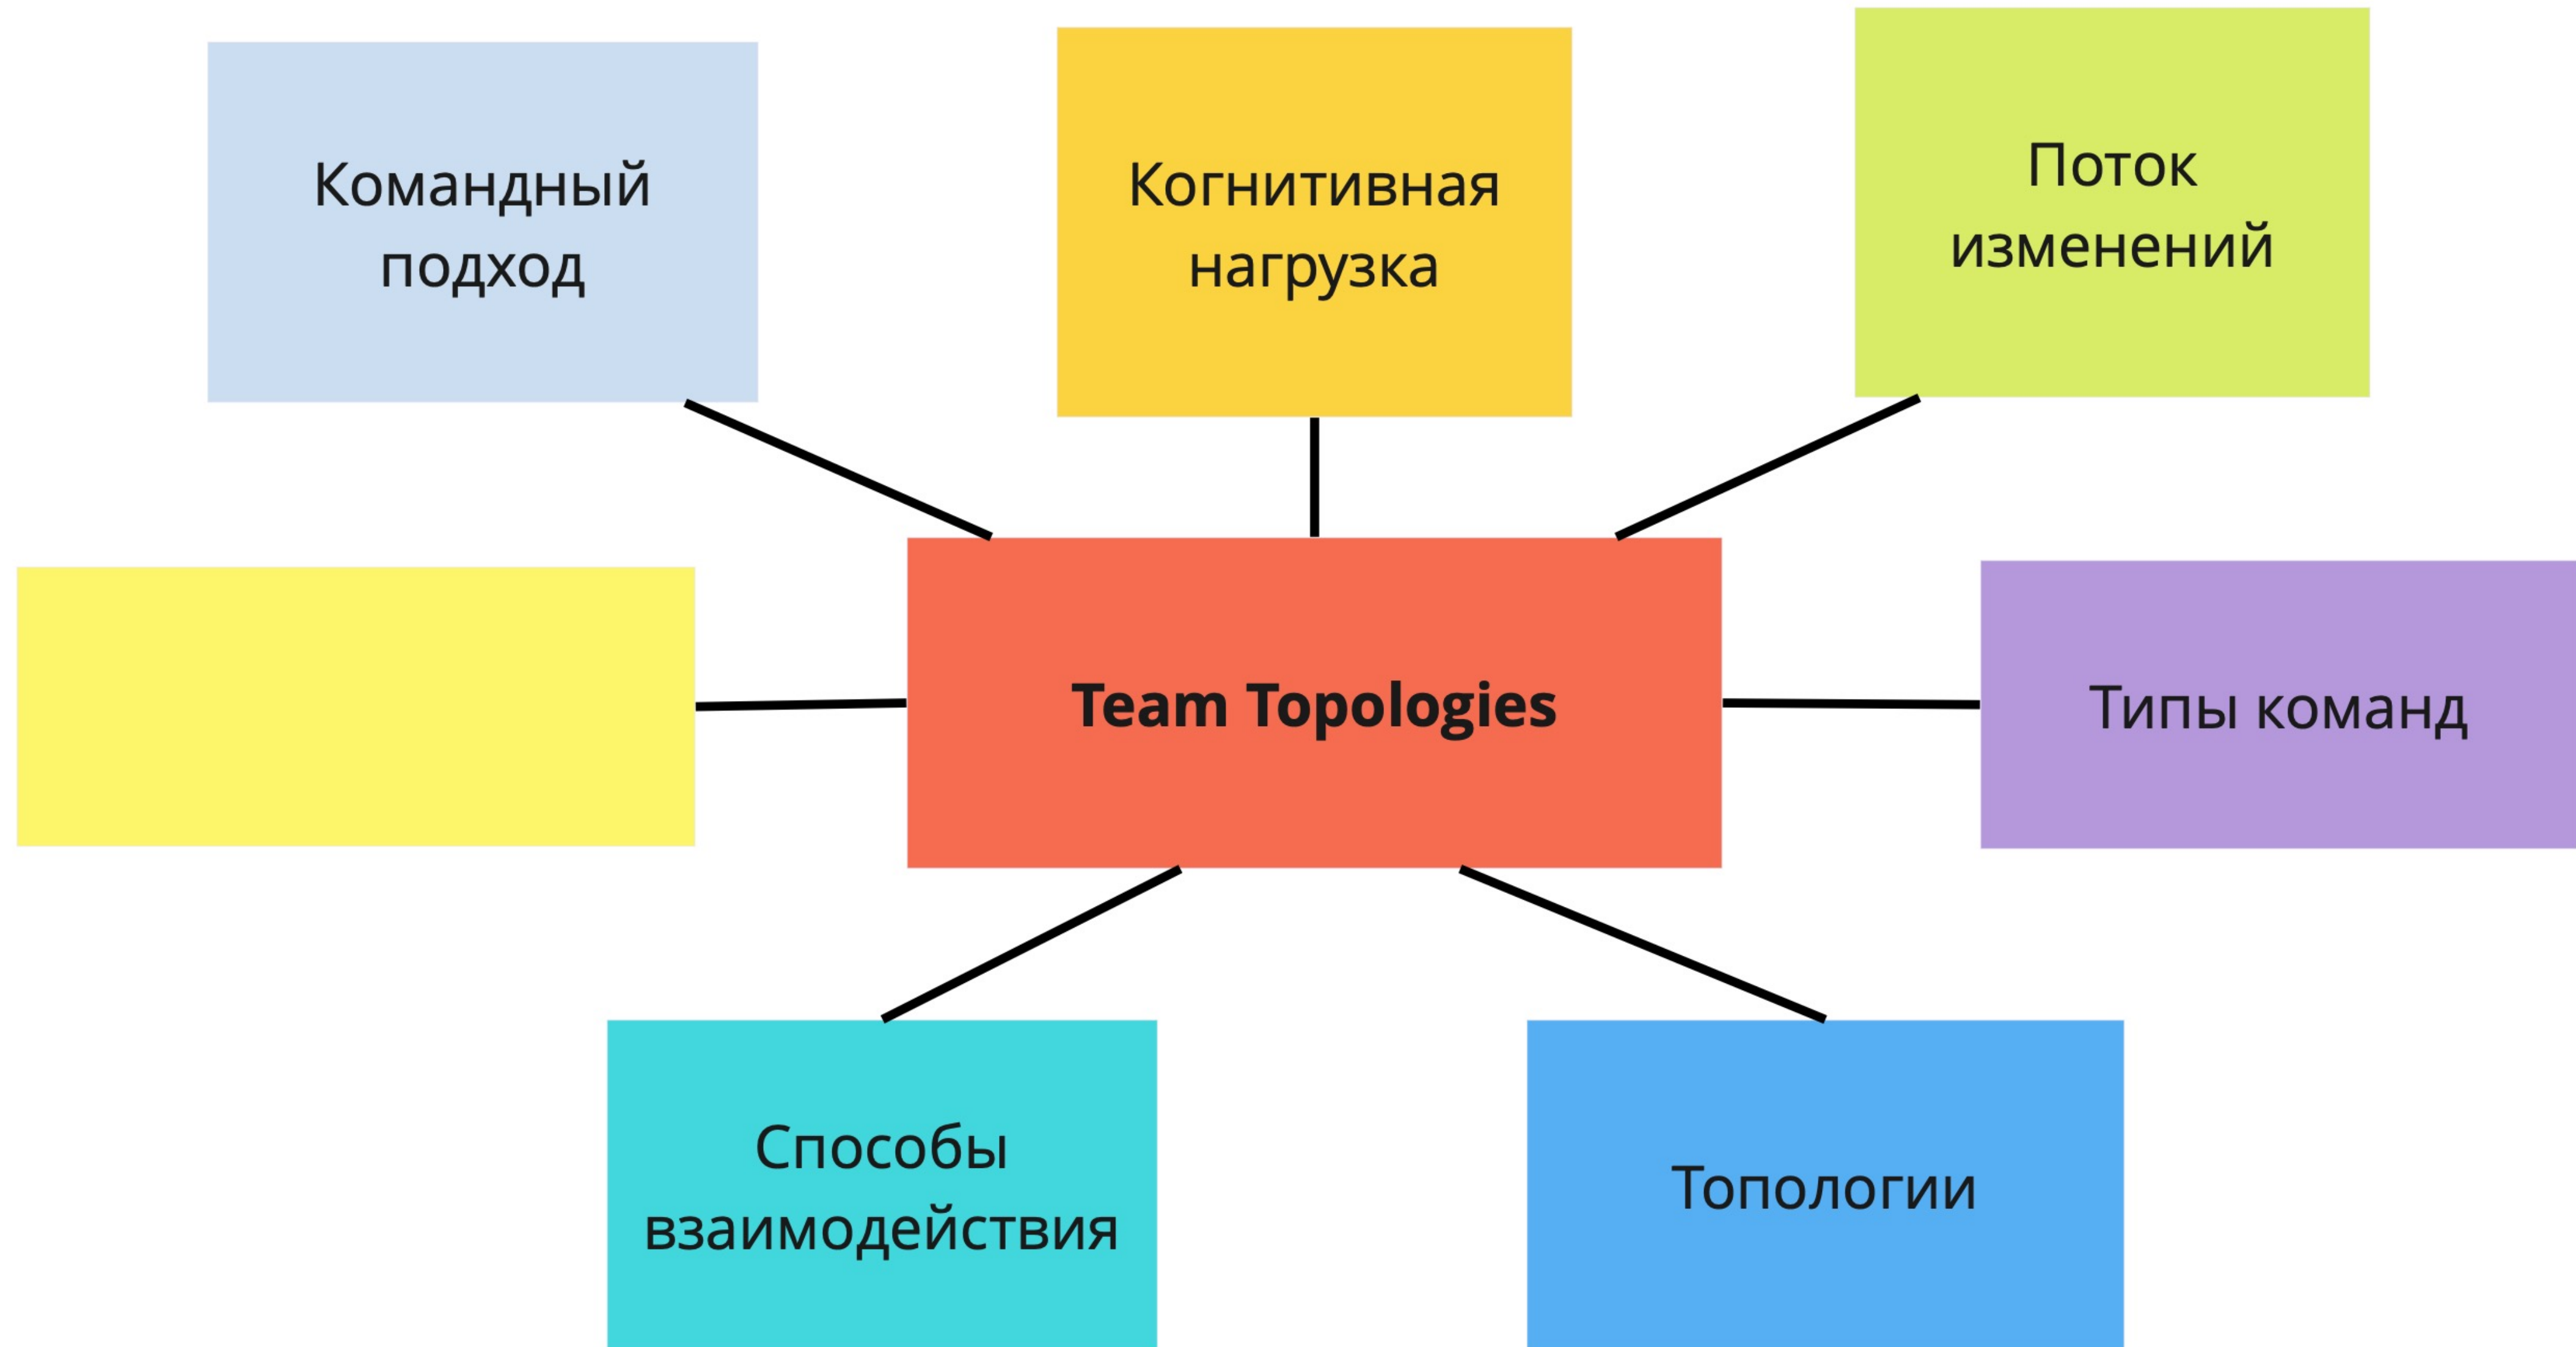 Командный
подход
Когнитивная
нагрузка
Поток
изменений
Team Topologies
Типы команд
Способы
взаимодействия
Топологии